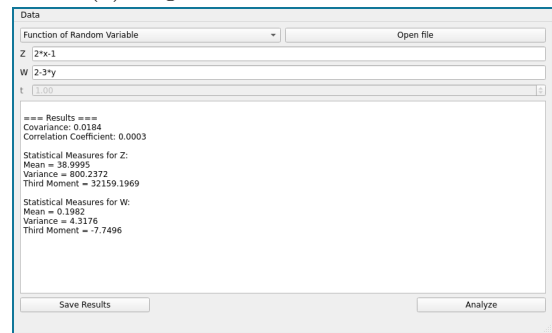 Data
Function of Random Variable
Open file
Z 2*x-1
W 2-3*y
t 1.00
=== Results ===
Covariance: 0.0184
Correlation Coefficient: 0.0003
Statistical Measures for Z:
Mean = 38.9995
Variance = 800.2372
Third Moment = 32159.1969
Statistical Measures for W:
Mean = 0.1982
Variance = 4.3176
Third Moment = -7.7496
Save Results
Analyze